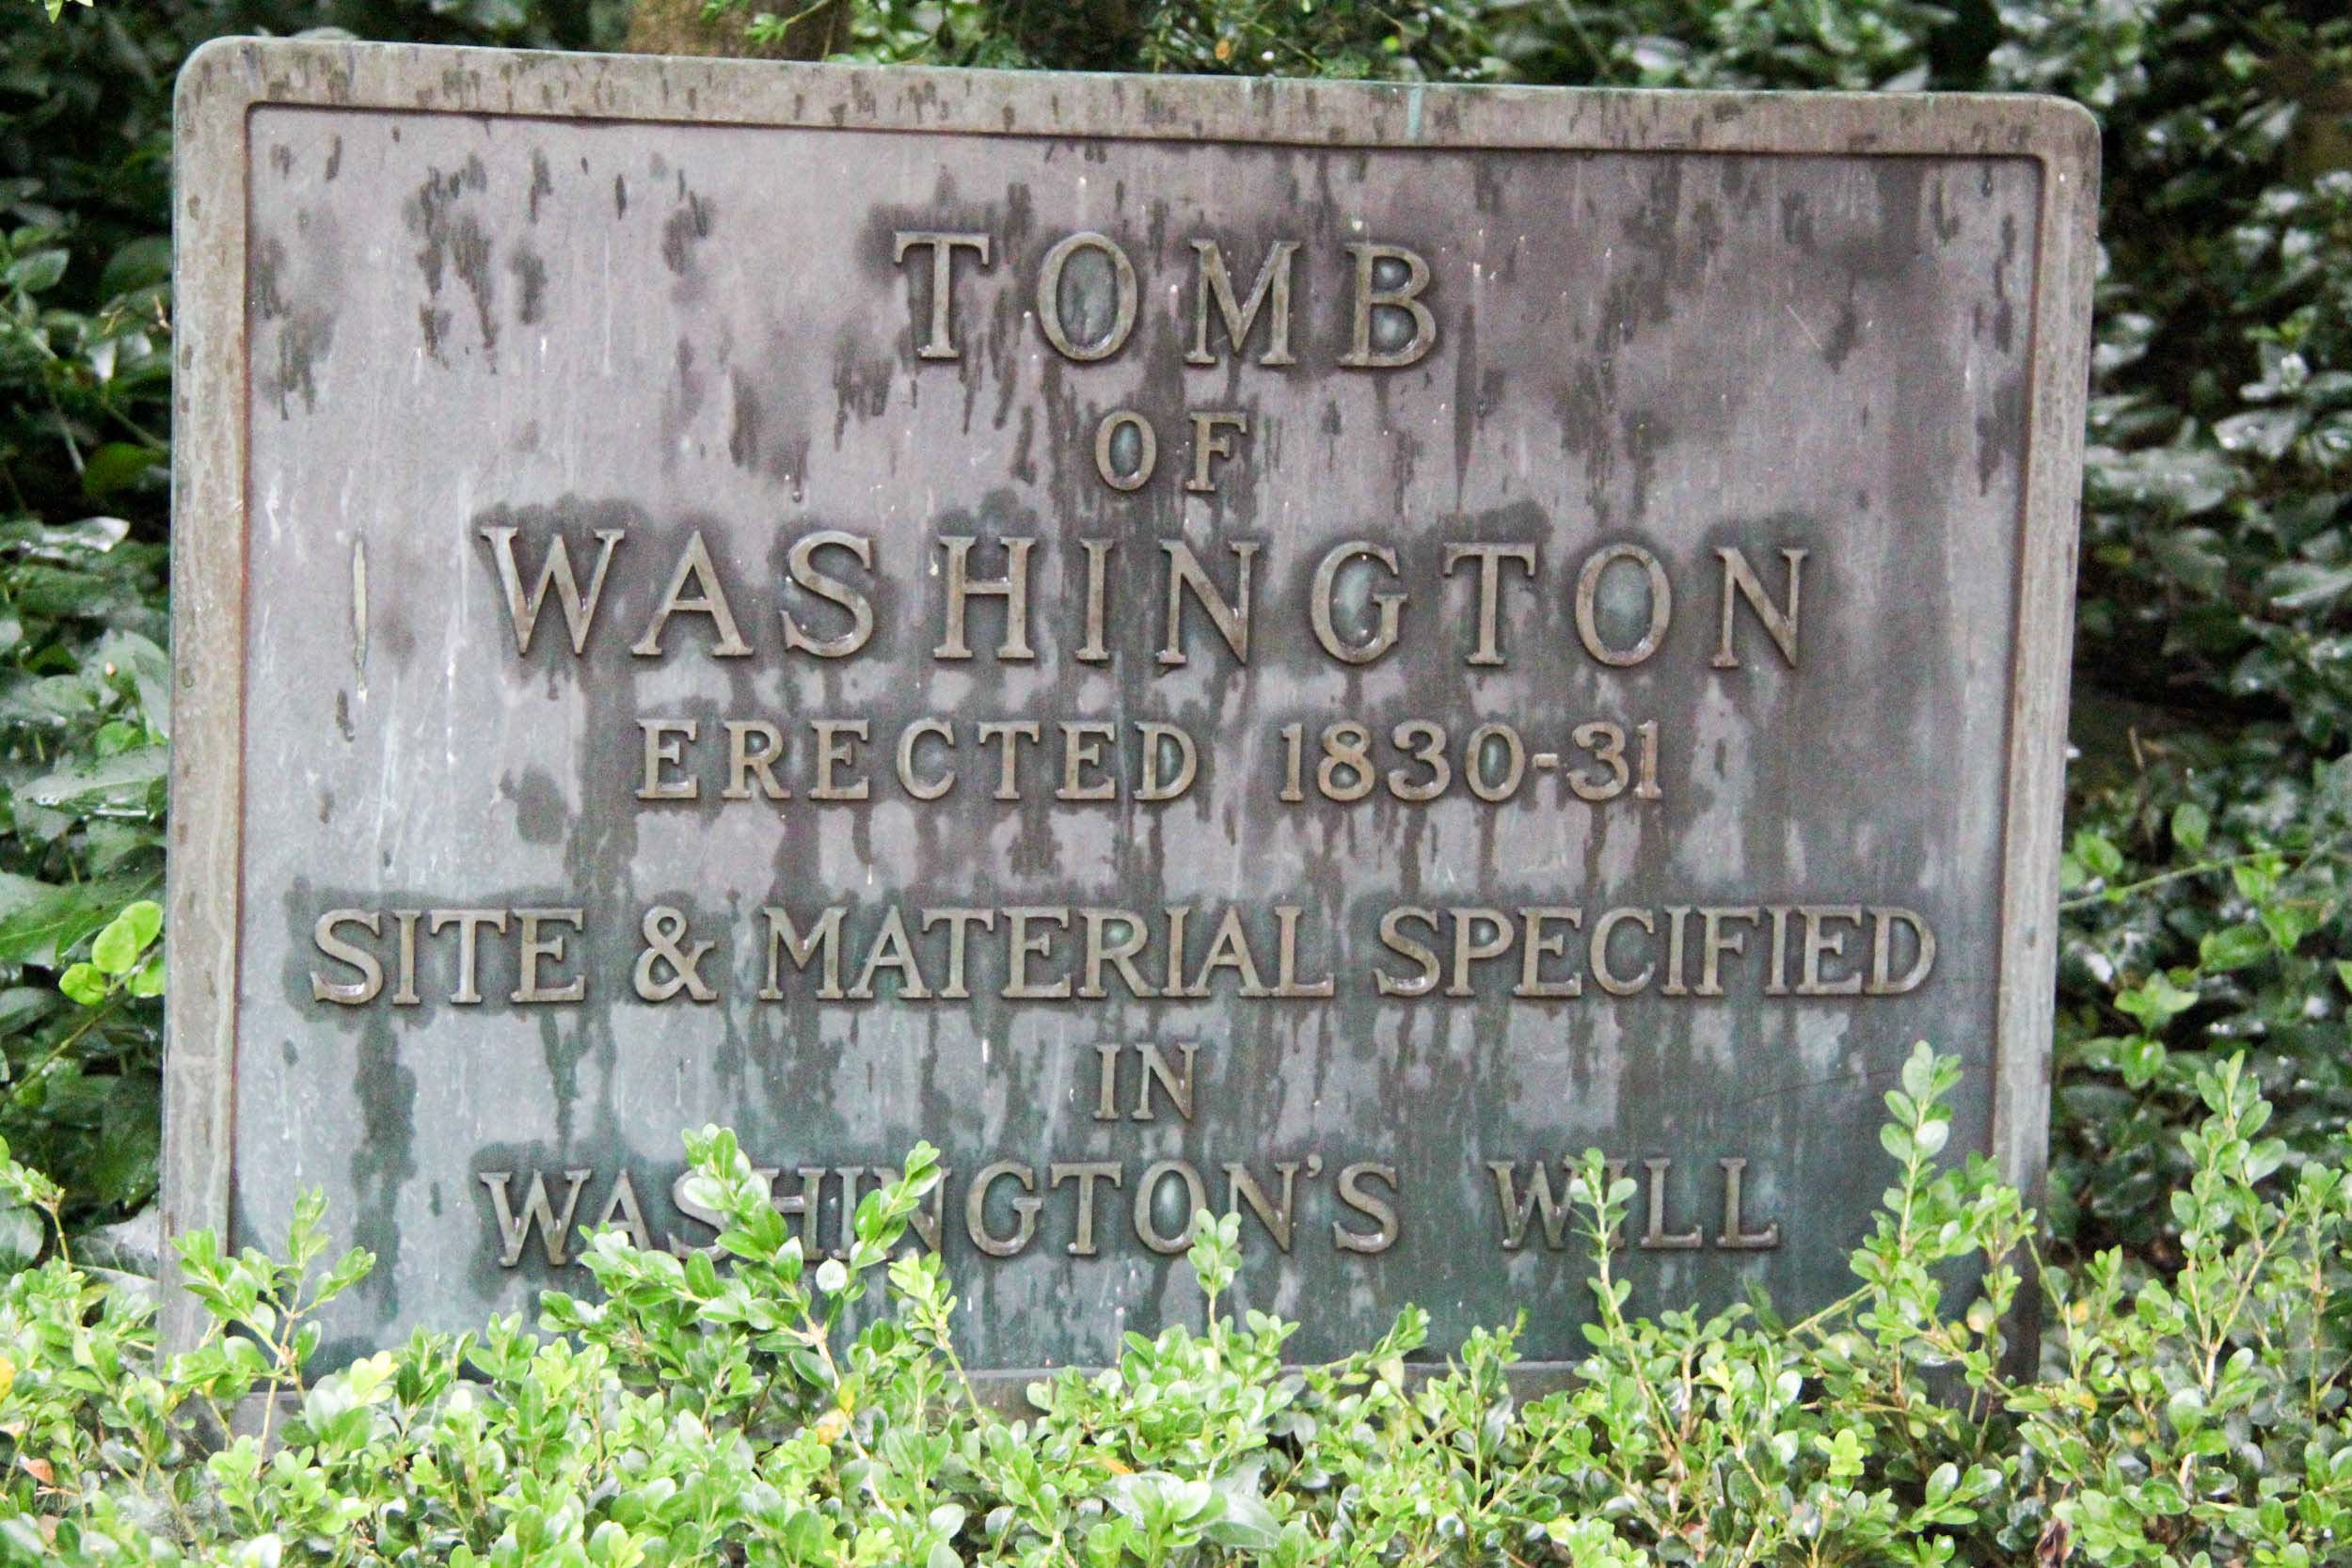 TOMB
OF
WASHINGTON
ERECTED 1830-31
SITE & MATERIAL SPECIFIED
IN
WASHINGTON'S WILL